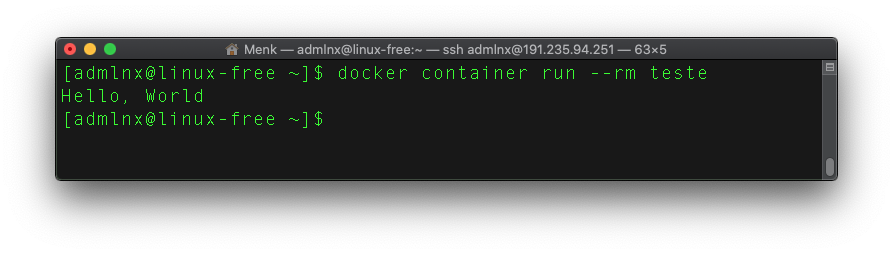 Menk — admlnx@linux-free:~ — ssh admlnx@191.235.94.251 — 63×5
[admlnx@linux-free ~]$ docker container run --rm teste
Hello, World
[admlnx@linux-free ~]$